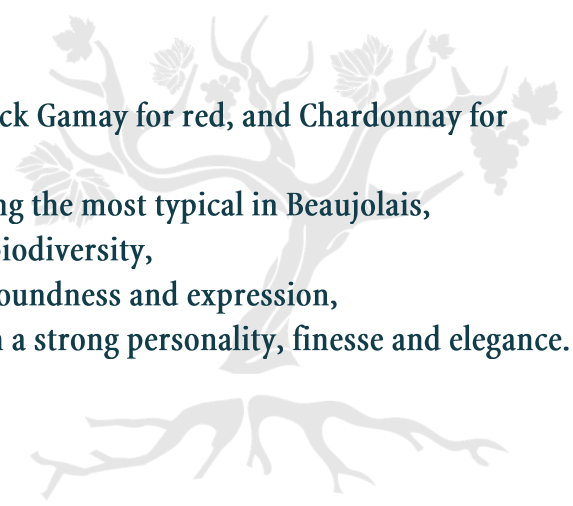 ck Gamay for red, and Chardonnay for
ng the most typical in Beaujolais,
iodiversity,
oundness and expression,
a strong personality, finesse and elegance.